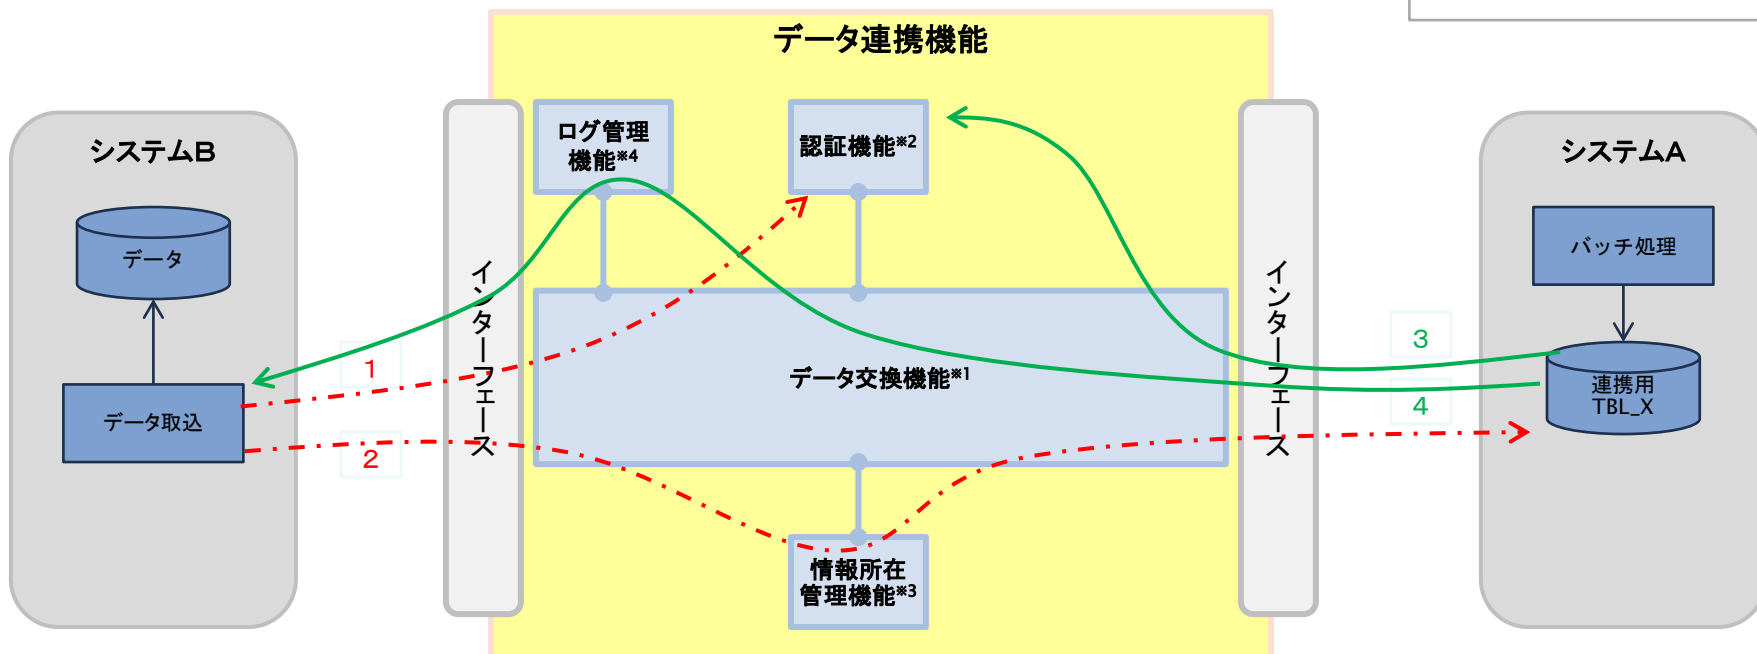 データ連携機能
システムB
データ
データ取込
1
2
インターフェース
ログ管理
機能※4
認証機能※2
データ交換機能※1
情報所在
管理機能※3
インターフェース
3
4
システムA
バッチ処理
連携用
TBL_X